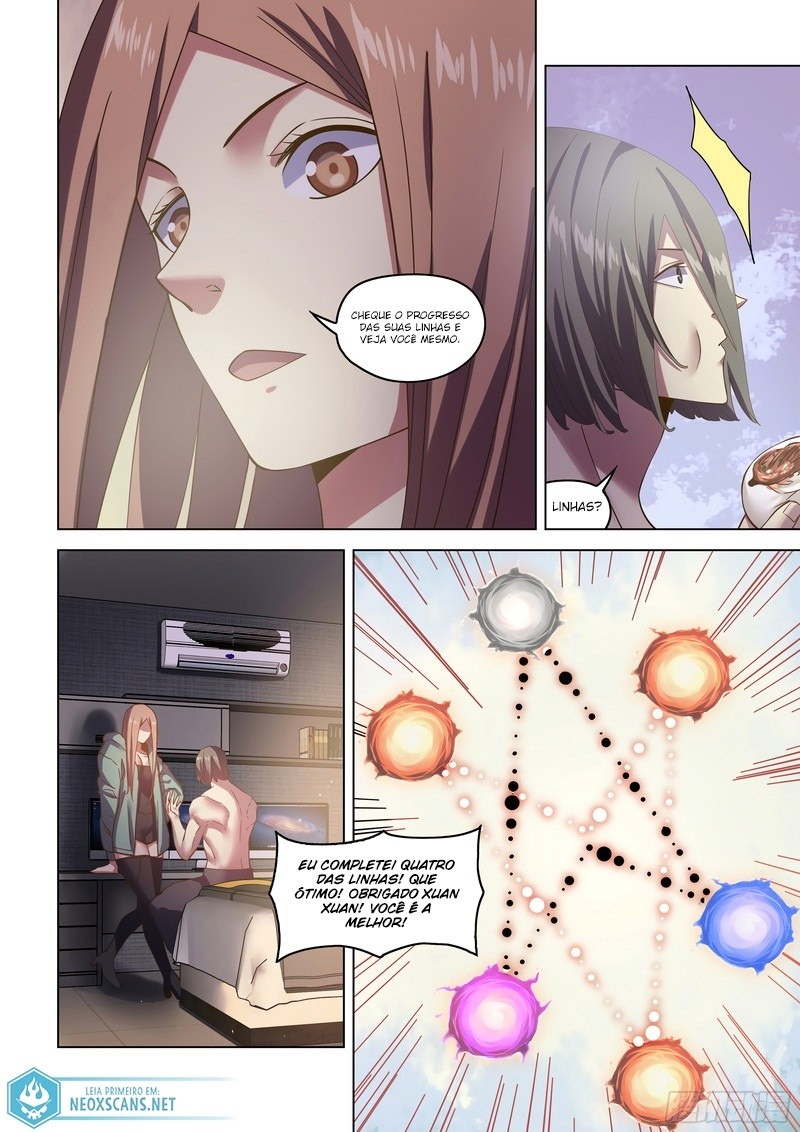 CHEQUE O PROGRESSO
DAS SUAS LINHAS E
VEJA VOCÊ MESMO.
LINHAS?
EU COMPLETEI QUATRO
DAS LINHAS! QUE
ÓTIMO! OBRIGADO XUAN
XUAN! VOCÊ É A
MELHOR!
LEIA PRIMEIRO EM:
NEOXSCANS.NET